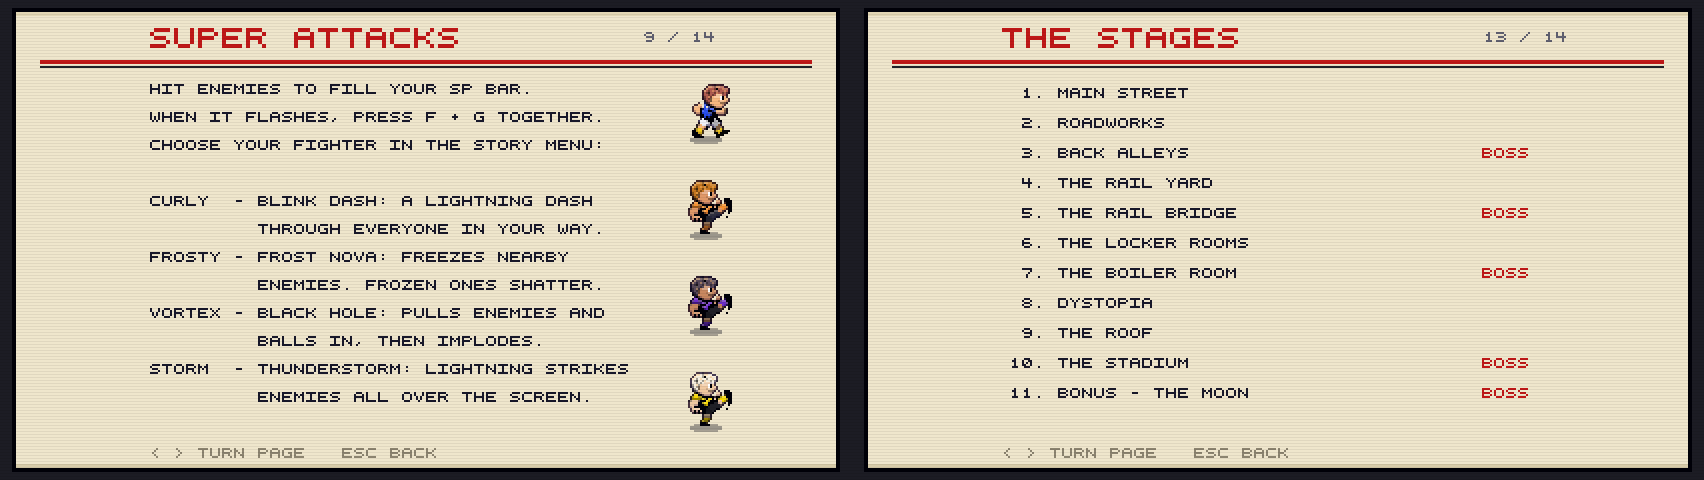 SUPER ATTACKS
9 / 14
HIT ENEMIES TO FILL YOUR SP BAR.
WHEN IT FLASHES, PRESS F + G TOGETHER.
CHOOSE YOUR FIGHTER IN THE STORY MENU:
CURLY - BLINK DASH: A LIGHTNING DASH
THROUGH EVERYONE IN YOUR WAY.
FROSTY - FROST NOVA: FREEZES NEARBY
ENEMIES. FROZEN ONES SHATTER.
VORTEX - BLACK HOLE: PULLS ENEMIES AND
BALLS IN, THEN IMPLODES.
STORM - THUNDERSTORM: LIGHTNING STRIKES
ENEMIES ALL OVER THE SCREEN.
< > TURN PAGE ESC BACK
THE STAGES
13 / 14
1. MAIN STREET
2. ROADWORKS
3. BACK ALLEYS BOSS
4. THE RAIL YARD
5. THE RAIL BRIDGE BOSS
6. THE LOCKER ROOMS
7. THE BOILER ROOM BOSS
8. DYSTOPIA
9. THE ROOF
10. THE STADIUM BOSS
11. BONUS - THE MOON BOSS
< > TURN PAGE ESC BACK